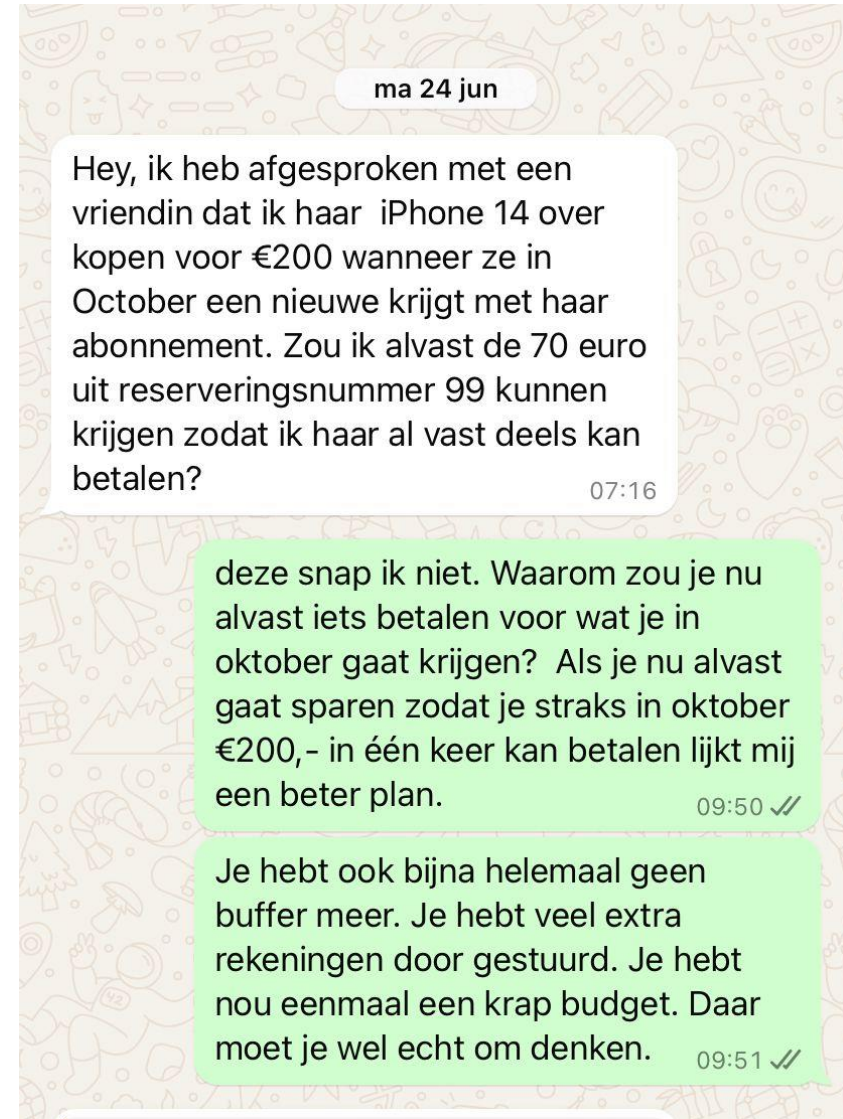 ma 24 jun
Hey, ik heb afgesproken met een
vriendin dat ik haar  iPhone 14 over
kopen voor €200 wanneer ze in
October een nieuwe krijgt met haar
abonnement. Zou ik alvast de 70 euro
uit reserveringsnummer 99 kunnen
krijgen zodat ik haar al vast deels kan
betalen?
07:16
deze snap ik niet. Waarom zou je nu
alvast iets betalen voor wat je in
oktober gaat krijgen?  Als je nu alvast
gaat sparen zodat je straks in oktober
€200,- in één keer kan betalen lijkt mij
een beter plan.
09:50
Je hebt ook bijna helemaal geen
buffer meer. Je hebt veel extra
rekeningen door gestuurd. Je hebt
nou eenmaal een krap budget. Daar
moet je wel echt om denken.
09:51